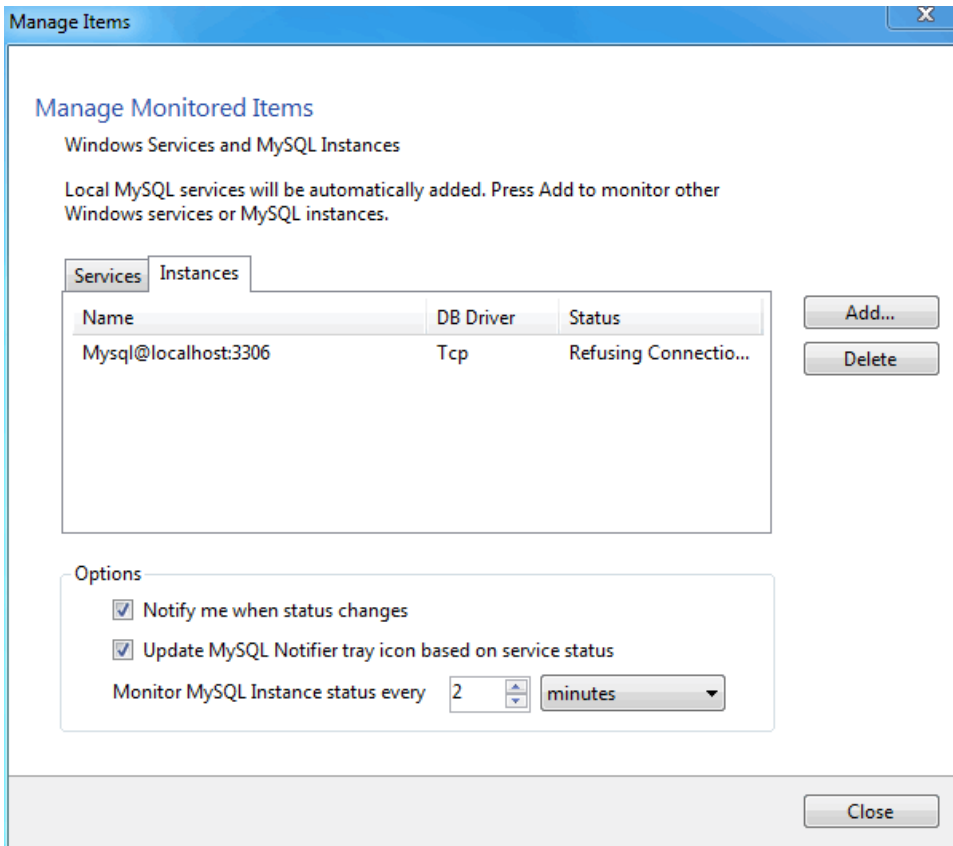 Manage Items
X
Manage Monitored Items
Windows Services and MySQL Instances
Local MySQL services will be automatically added. Press Add to monitor other
Windows services or MySQL instances.
Services Instances
Name DB Driver Status
Mysql@localhost:3306 Tcp Refusing Connectio...
Add...
Delete
Options
Notify me when status changes
Update MySQL Notifier tray icon based on service status
Monitor MySQL Instance status every 2 minutes
Close